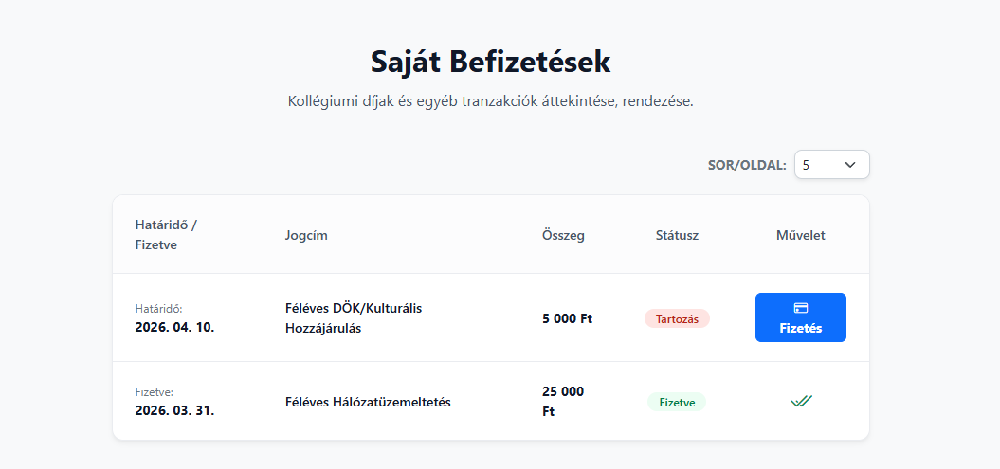 Saját Befizetések
Kollégiumi díjak és egyéb tranzakciók áttekintése, rendezése.
SOR/OLDAL: 5
Határidő /
Fizetve
Jogcím
Összeg
Státusz
Művelet
Határidő:
2026. 04. 10.
Féléves DÖK/Kulturális
Hozzájárulás
5 000 Ft
Tartozás
Fizetés
Fizetve:
2026. 03. 31.
Féléves Hálózatüzemeltetés
25 000
Ft
Fizetve